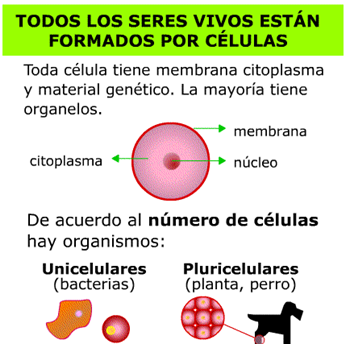 TODOS LOS SERES VIVOS ESTÁN
FORMADOS POR CÉLULAS
Toda célula tiene membrana citoplasma
y material genético. La mayoría tiene
organelos.
membrana
citoplasma
núcleo
De acuerdo al número de células
hay organismos:
Unicelulares
(bacterias)
Pluricelulares
(planta, perro)